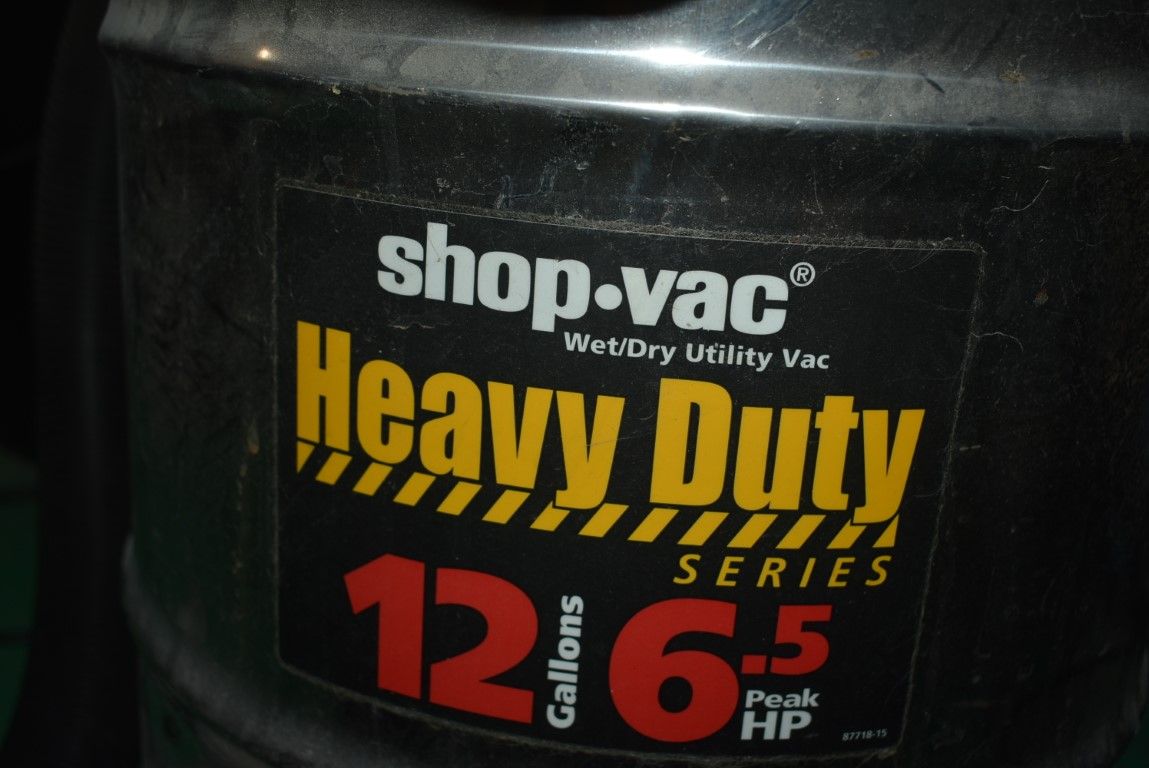 shop·vac®
Wet/Dry Utility Vac
Heavy Duty
SERIES
12 Gallons 6.5 Peak HP
87718-15